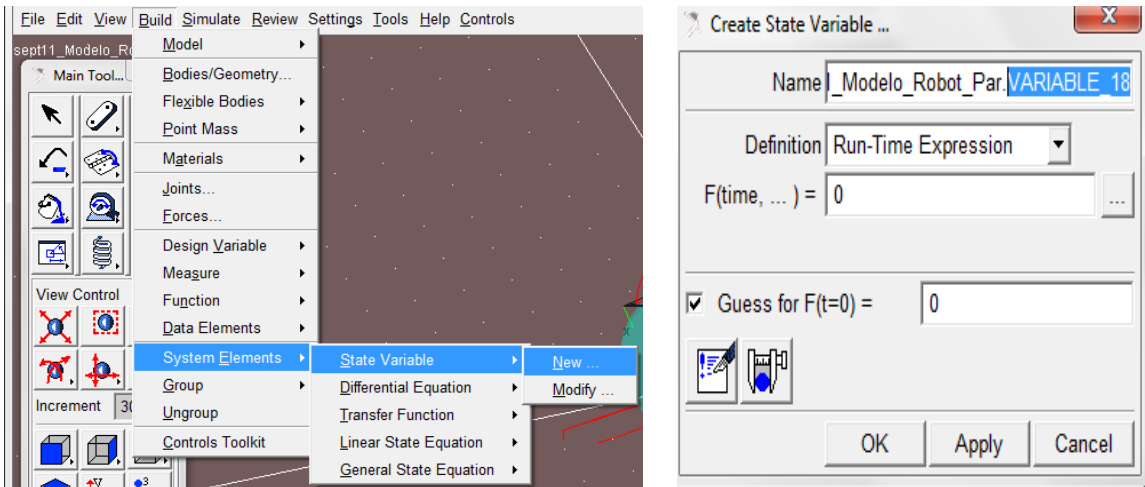 File Edit View Build Simulate Review Settings Tools Help Controls
sept11_Modelo_Ro
Main Tool...
View Control
Increment 30
Model
Bodies/Geometry...
Flexible Bodies
Point Mass
Materials
Joints...
Forces...
Design Variable
Measure
Function
Data Elements
System Elements
Group
Ungroup
Controls Toolkit
State Variable
Differential Equation
Transfer Function
Linear State Equation
General State Equation
New ...
Modify ...
Create State Variable ...
Name l_Modelo_Robot_Par.VARIABLE_18
Definition Run-Time Expression
F(time, ... ) = 0 ...
Guess for F(t=0) = 0
OK Apply Cancel